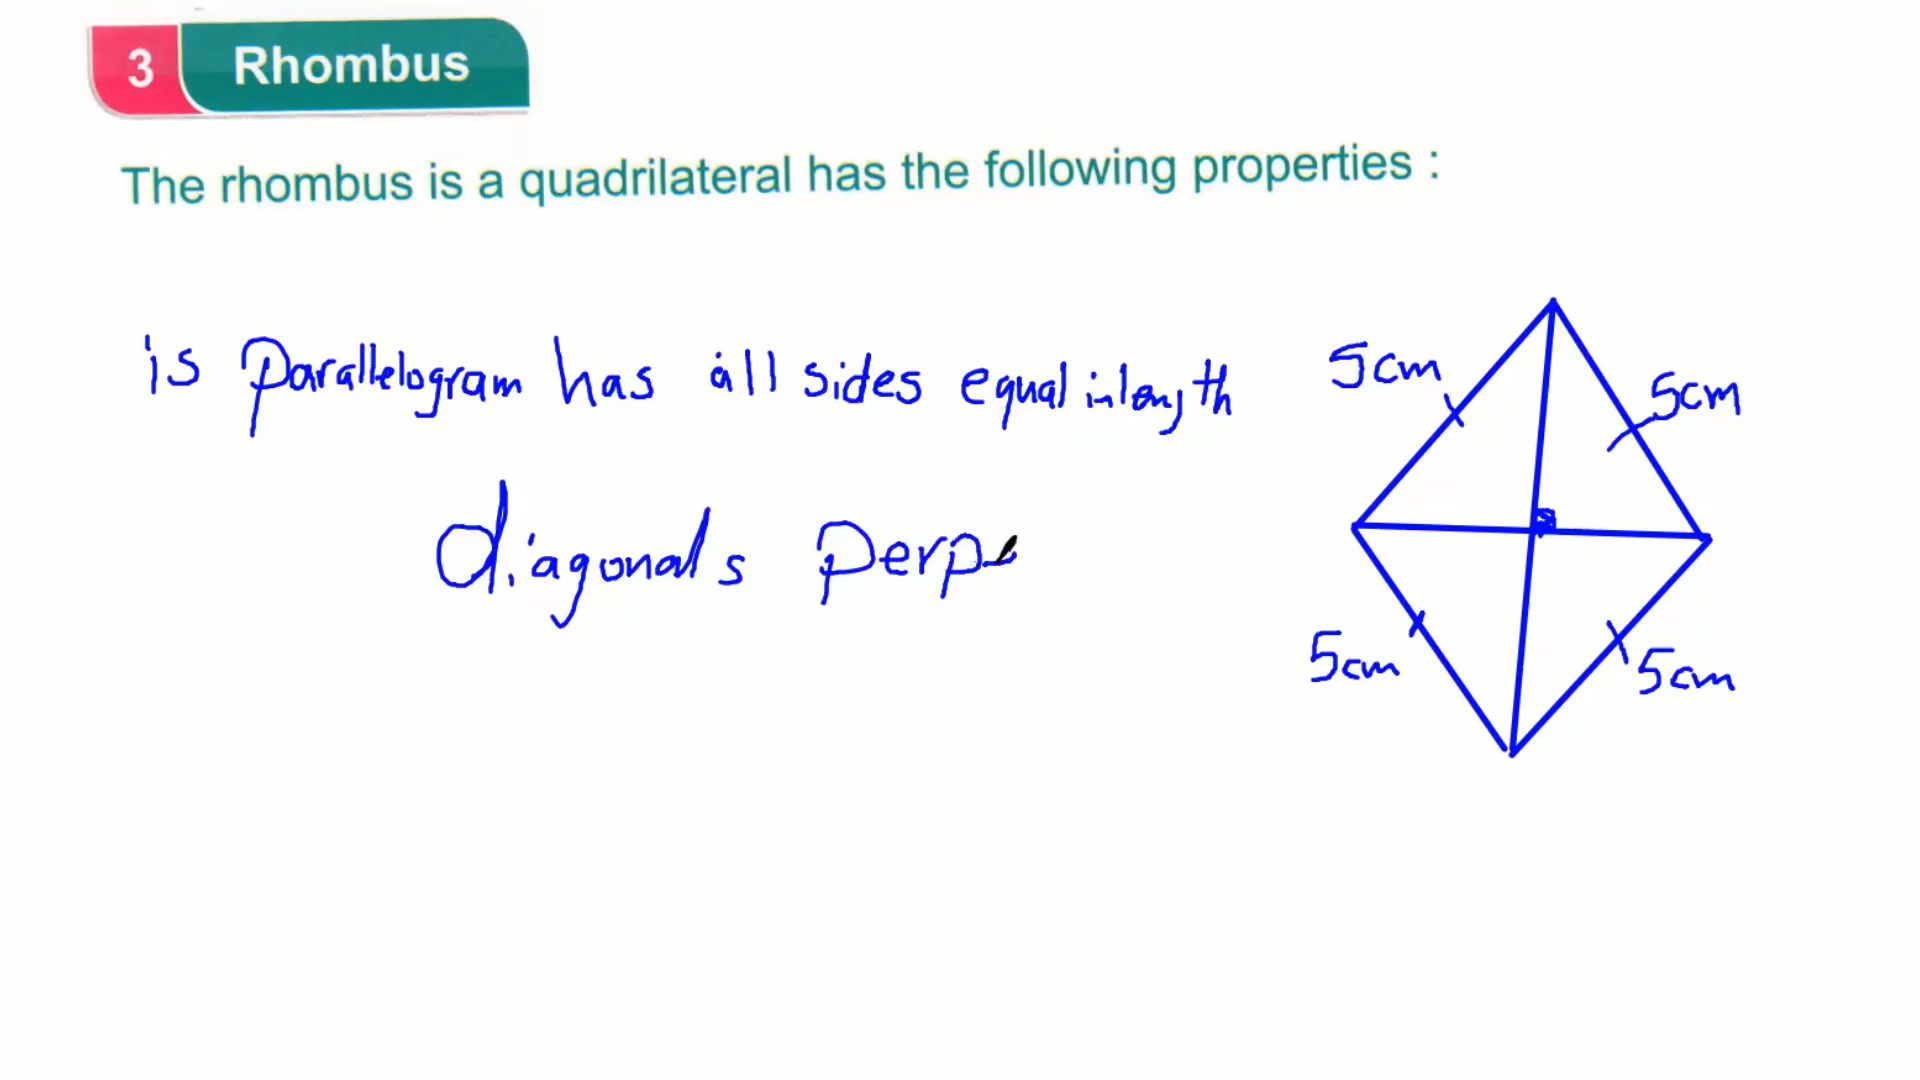 3 Rhombus
The rhombus is a quadrilateral has the following properties :
is parallelogram has all sides equal in length
diagonals perpe
5cm
5cm
5cm
5cm